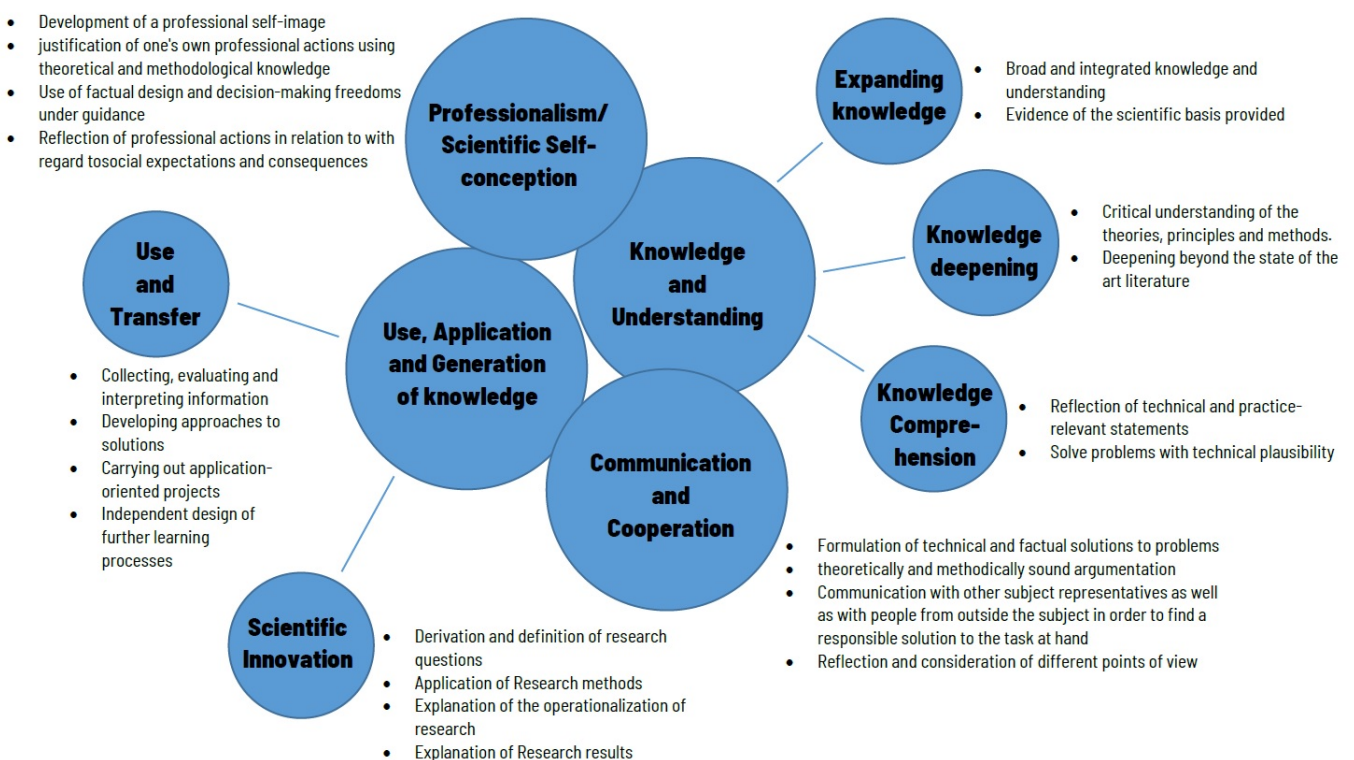 • Development of a professional self-image
• justification of one's own professional actions using
theoretical and methodological knowledge
• Use of factual design and decision-making freedoms
under guidance
• Reflection of professional actions in relation to with
regard tosocial expectations and consequences
Professionalism/
Scientific Self-
conception
Expanding
knowledge
• Broad and integrated knowledge and
understanding
• Evidence of the scientific basis provided
Knowledge
and
Understanding
Knowledge
deepening
• Critical understanding of the
theories, principles and methods.
• Deepening beyond the state of the
art literature
Use
and
Transfer
• Collecting, evaluating and
interpreting information
• Developing approaches to
solutions
• Carrying out application-
oriented projects
• Independent design of
further learning
processes
Use, Application
and Generation
of knowledge
Knowledge
Compre-
hension
• Reflection of technical and practice-
relevant statements
• Solve problems with technical plausibility
Communication
and
Cooperation
• Formulation of technical and factual solutions to problems
• theoretically and methodically sound argumentation
• Communication with other subject representatives as well
as with people from outside the subject in order to find a
responsible solution to the task at hand
• Reflection and consideration of different points of view
Scientific
Innovation
• Derivation and definition of research
questions
• Application of Research methods
• Explanation of the operationalization of
research
• Explanation of Research results